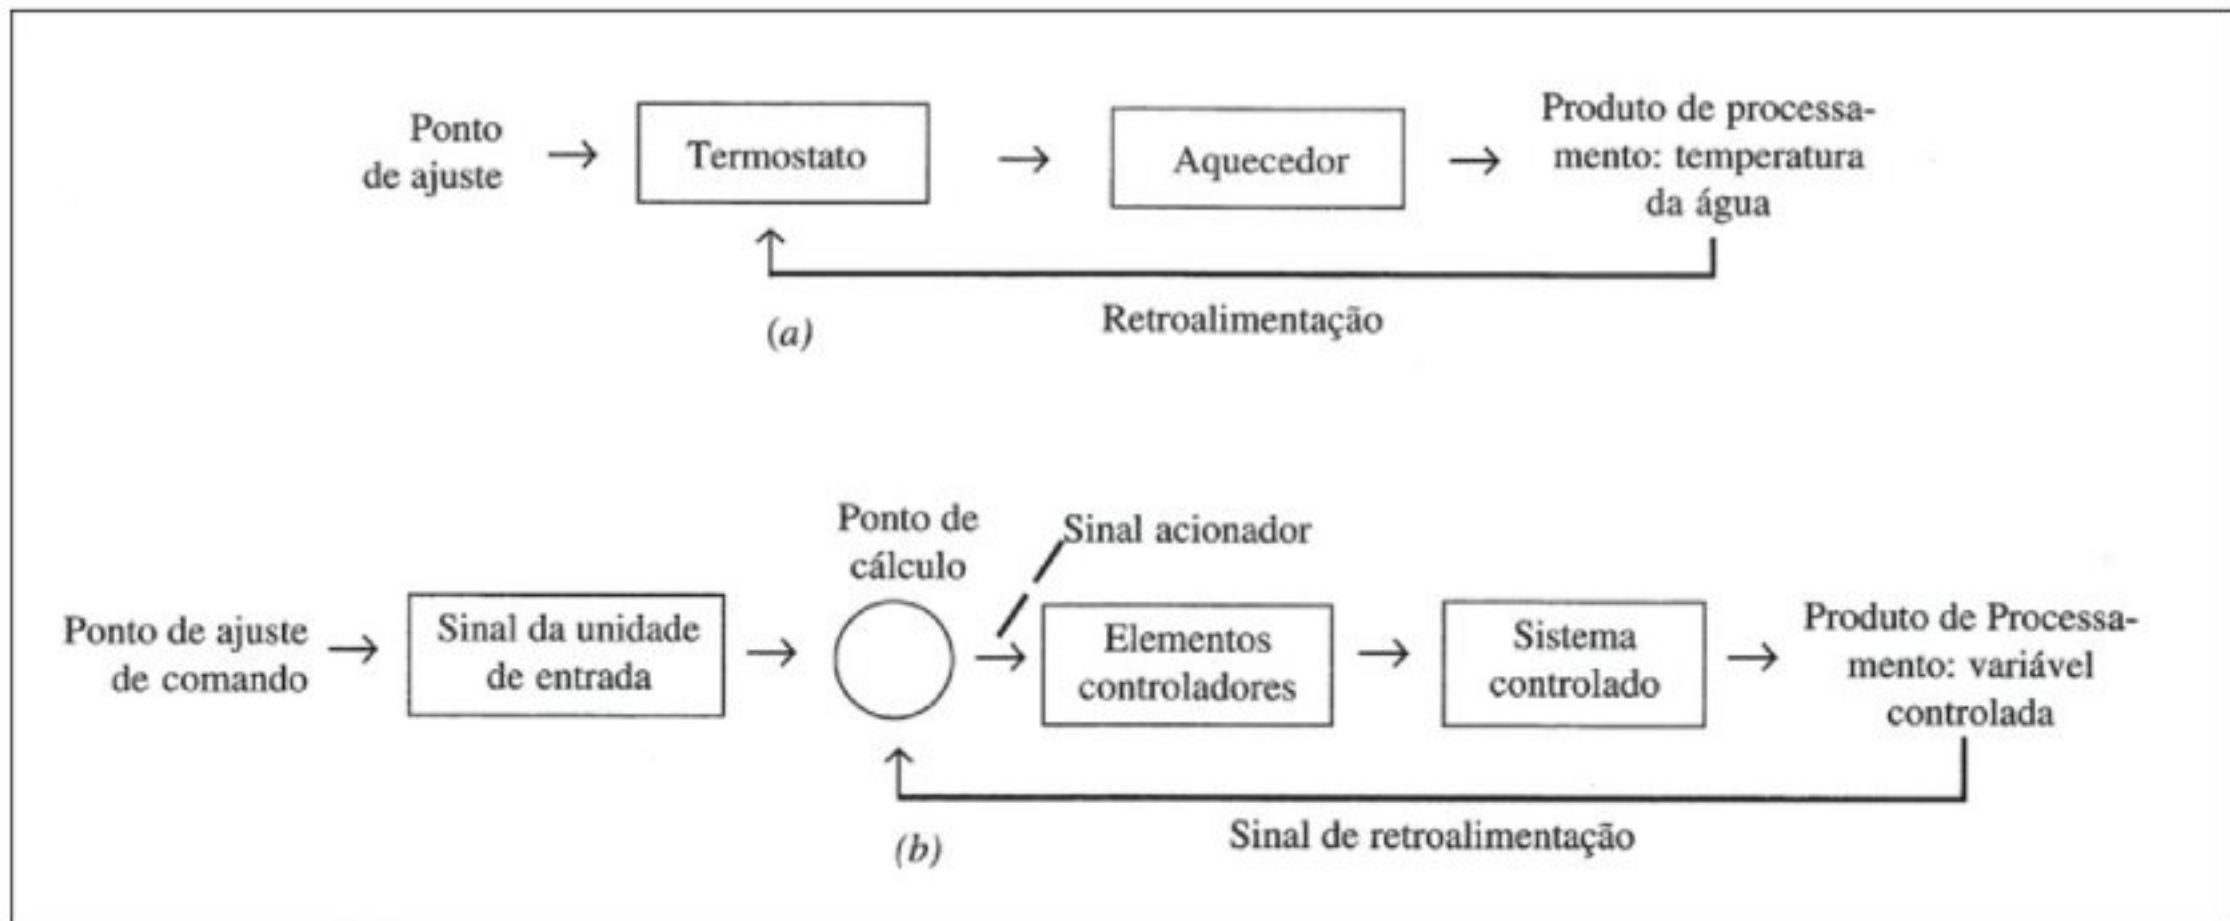 Ponto
de ajuste
Termostato
Aquecedor
Produto de processa-
mento: temperatura
da água
Retroalimentação
(a)
Ponto de ajuste
de comando
Sinal da unidade
de entrada
Ponto de
cálculo
Sinal acionador
Elementos
controladores
Sistema
controlado
Produto de Processa-
mento: variável
controlada
Sinal de retroalimentação
(b)